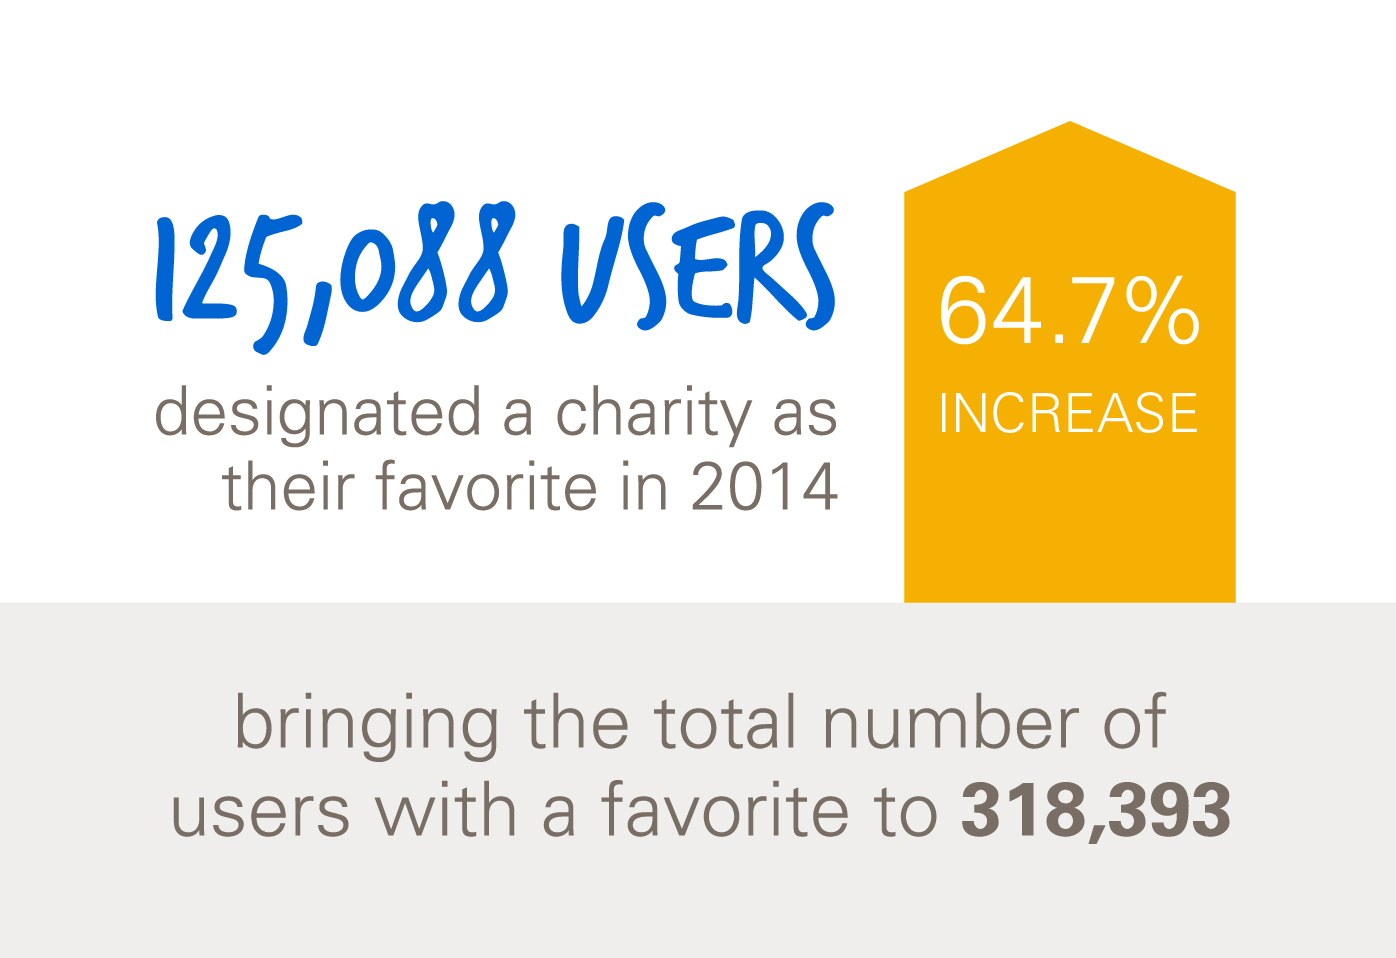 125,088 USERS
designated a charity as
their favorite in 2014
64.7%
INCREASE
bringing the total number of
users with a favorite to 318,393